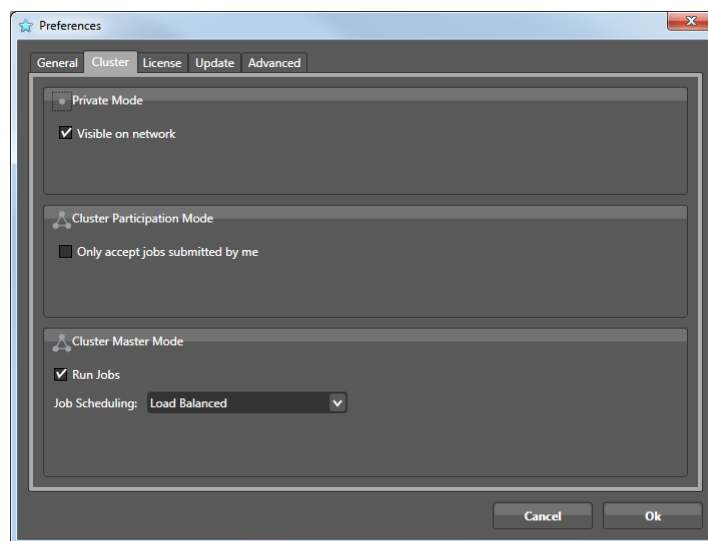 Preferences
General Cluster License Update Advanced
Private Mode
Visible on network
Cluster Participation Mode
Only accept jobs submitted by me
Cluster Master Mode
Run Jobs
Job Scheduling: Load Balanced
Cancel Ok